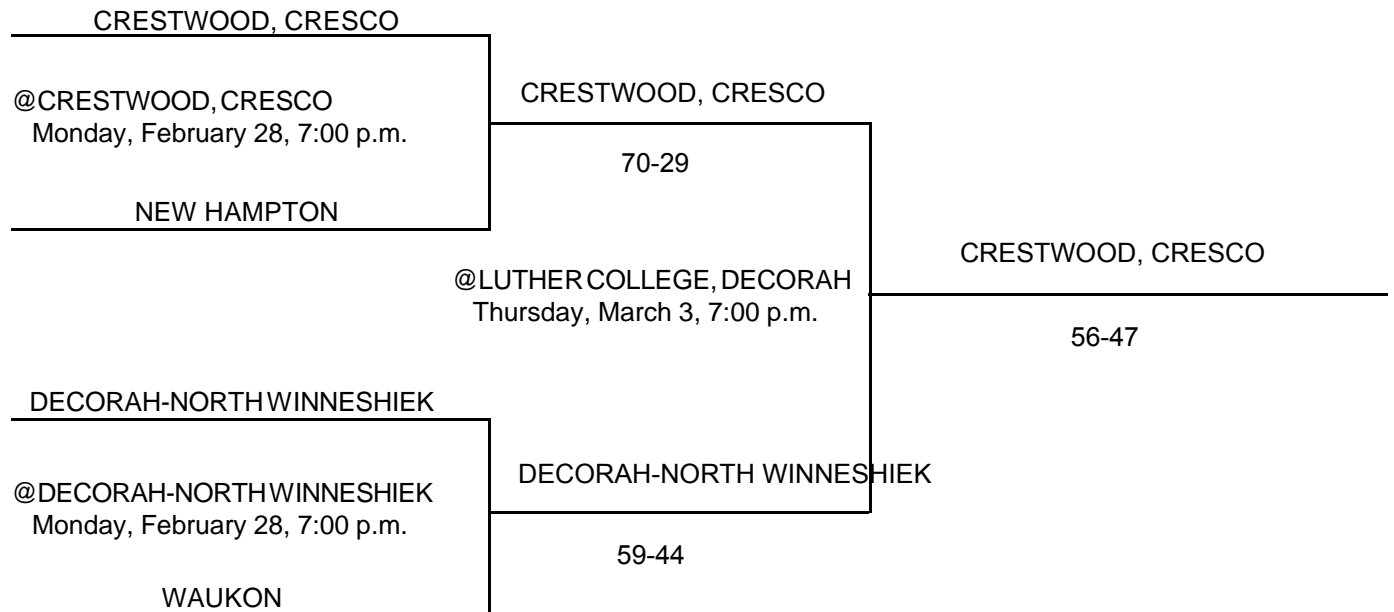 CRESTWOOD, CRESCO
@CRESTWOOD, CRESCO
Monday, February 28, 7:00 p.m.
NEW HAMPTON
CRESTWOOD, CRESCO
70-29
@LUTHER COLLEGE, DECORAH
Thursday, March 3, 7:00 p.m.
CRESTWOOD, CRESCO
56-47
DECORAH-NORTH WINNESHIEK
@DECORAH-NORTH WINNESHIEK
Monday, February 28, 7:00 p.m.
WAUKON
DECORAH-NORTH WINNESHIEK
59-44